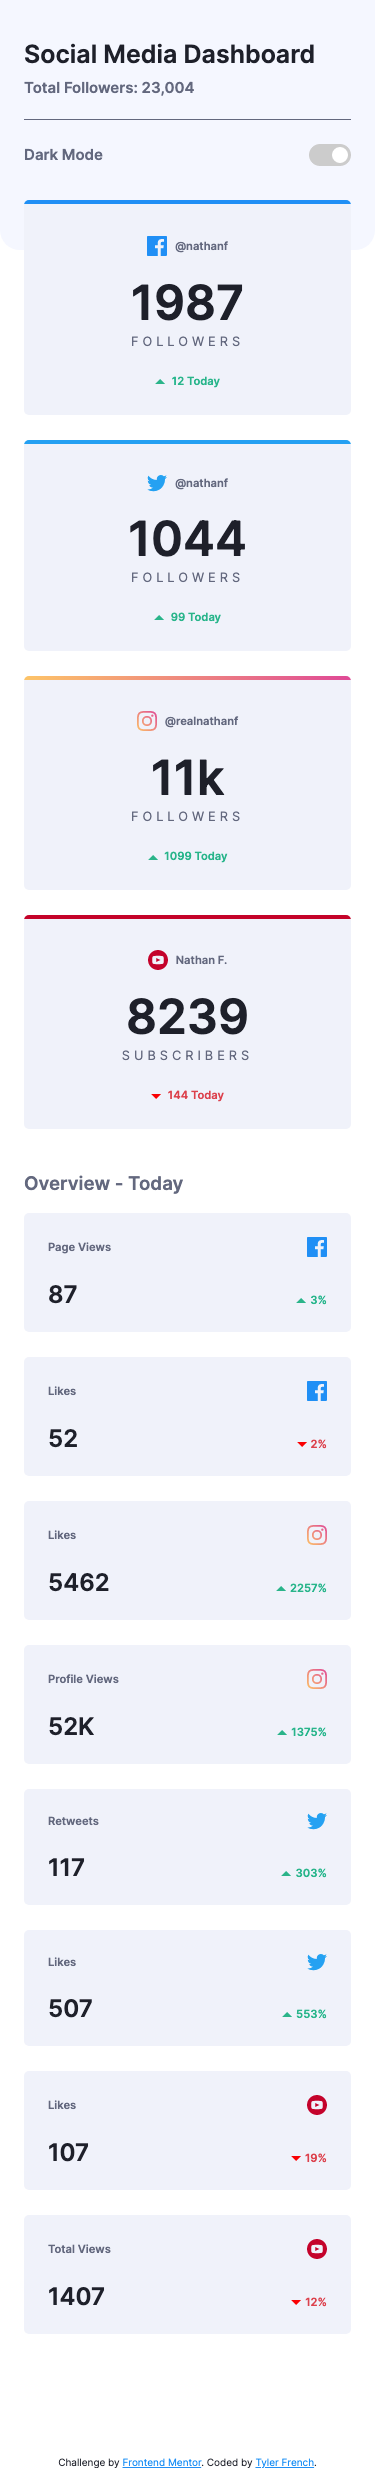 Social Media Dashboard
Total Followers: 23,004
Dark Mode
@nathanf
1987
FOLLOWERS
12 Today
@nathanf
1044
FOLLOWERS
99 Today
@realnathanf
11k
FOLLOWERS
1099 Today
Nathan F.
8239
SUBSCRIBERS
144 Today
Overview - Today
Page Views
87
3%
Likes
52
2%
Likes
5462
2257%
Profile Views
52K
1375%
Retweets
117
303%
Likes
507
553%
Likes
107
19%
Total Views
1407
12%
Challenge by Frontend Mentor. Coded by Tyler French.